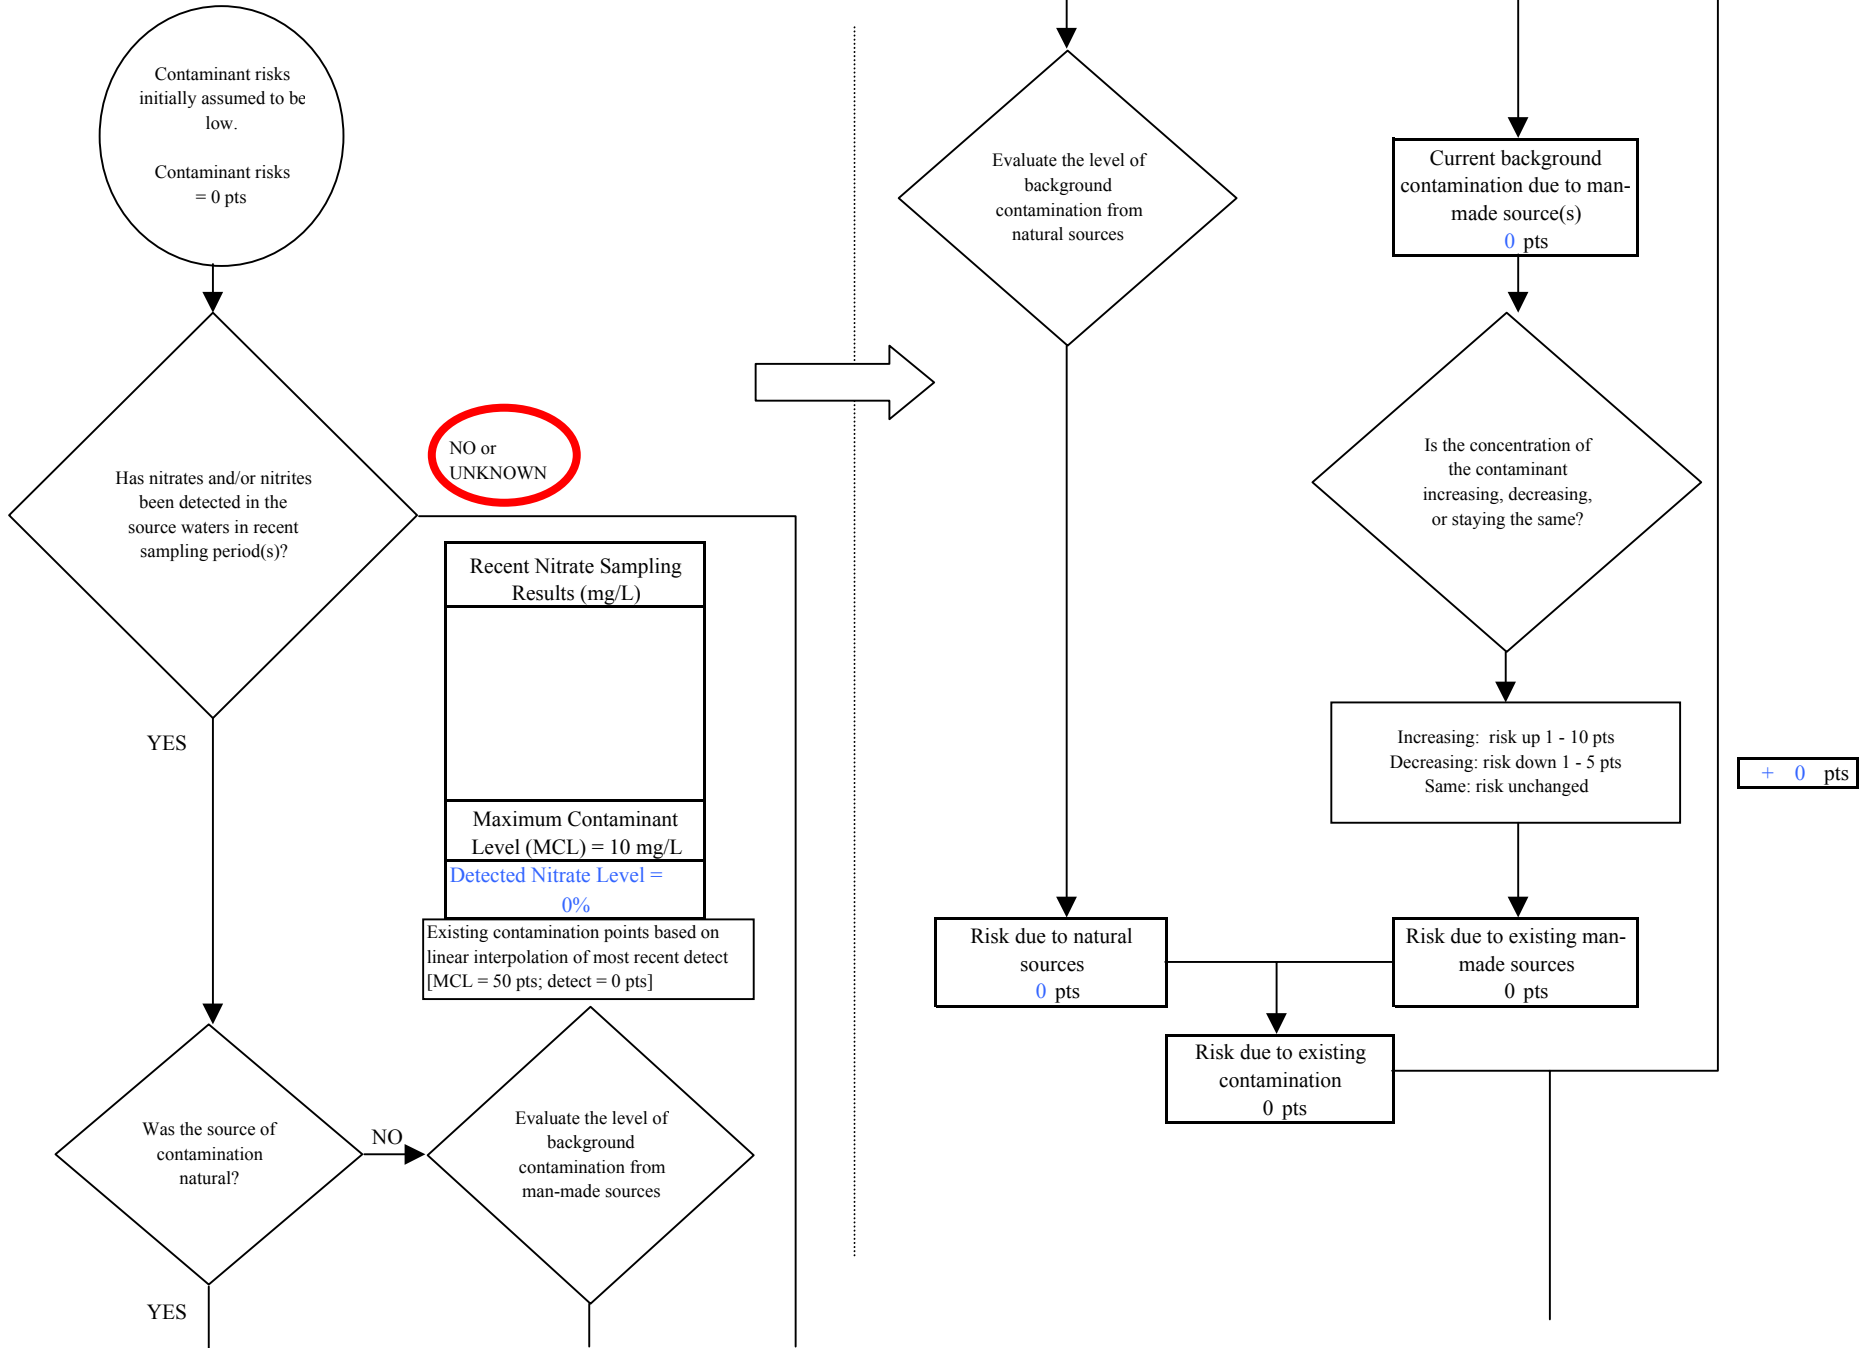 Contaminant risks
initially assumed to be
low.
Contaminant risks
= 0 pts
Has nitrates and/or nitrites
been detected in the
source waters in recent
sampling period(s)?
NO or
UNKNOWN
YES
Recent Nitrate Sampling
Results (mg/L)
Maximum Contaminant
Level (MCL) = 10 mg/L
Detected Nitrate Level =
0%
Existing contamination points based on
linear interpolation of most recent detect
[MCL = 50 pts; detect = 0 pts]
Was the source of
contamination
natural?
NO
Evaluate the level of
background
contamination from
man-made sources
YES
Evaluate the level of
background
contamination from
natural sources
Current background
contamination due to man-
made source(s)
0 pts
Is the concentration of
the contaminant
increasing, decreasing,
or staying the same?
Increasing: risk up 1 - 10 pts
Decreasing: risk down 1 - 5 pts
Same: risk unchanged
+ 0 pts
Risk due to natural
sources
0 pts
Risk due to existing man-
made sources
0 pts
Risk due to existing
contamination
0 pts